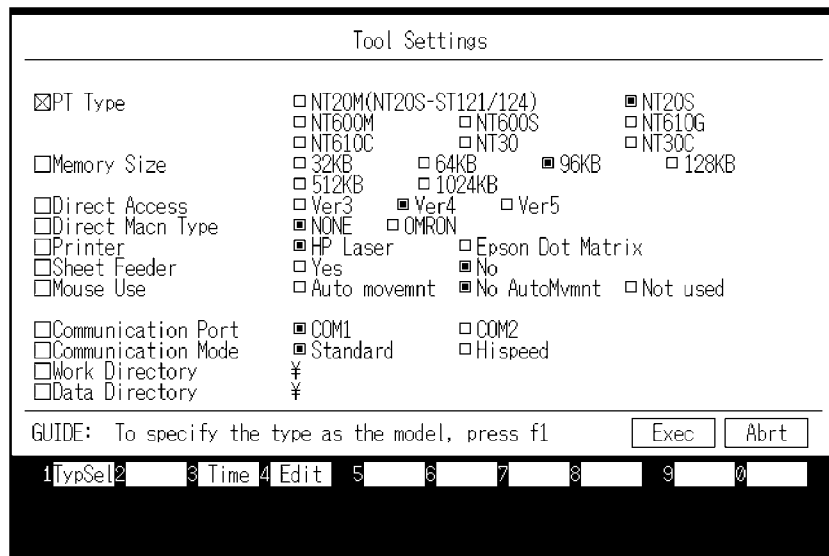 Tool Settings
PT Type NT20M(NT20S-ST121/124) NT20S
NT600M NT600S NT610G
NT610C NT30 NT30C
Memory Size 32KB 64KB 96KB 128KB
512KB 1024KB
Direct Access Ver3 Ver4 Ver5
Direct Macn Type NONE OMRON
Printer HP Laser Epson Dot Matrix
Sheet Feeder Yes No
Mouse Use Auto movemnt No AutoMvmnt Not used
Communication Port COM1 COM2
Communication Mode Standard Hispeed
Work Directory ¥
Data Directory ¥
GUIDE: To specify the type as the model, press f1 Exec Abrt
1 TypSel 2 3 Time 4 Edit 5 6 7 8 9 0